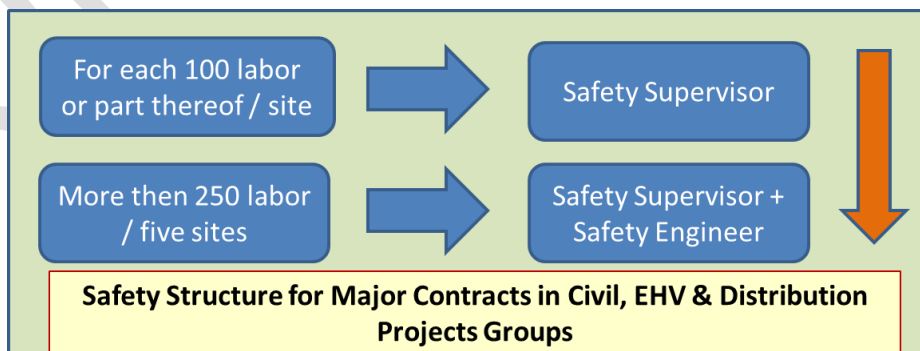 For each 100 labor
or part thereof / site
Safety Supervisor
More then 250 labor
/ five sites
Safety Supervisor +
Safety Engineer
Safety Structure for Major Contracts in Civil, EHV & Distribution
Projects Groups